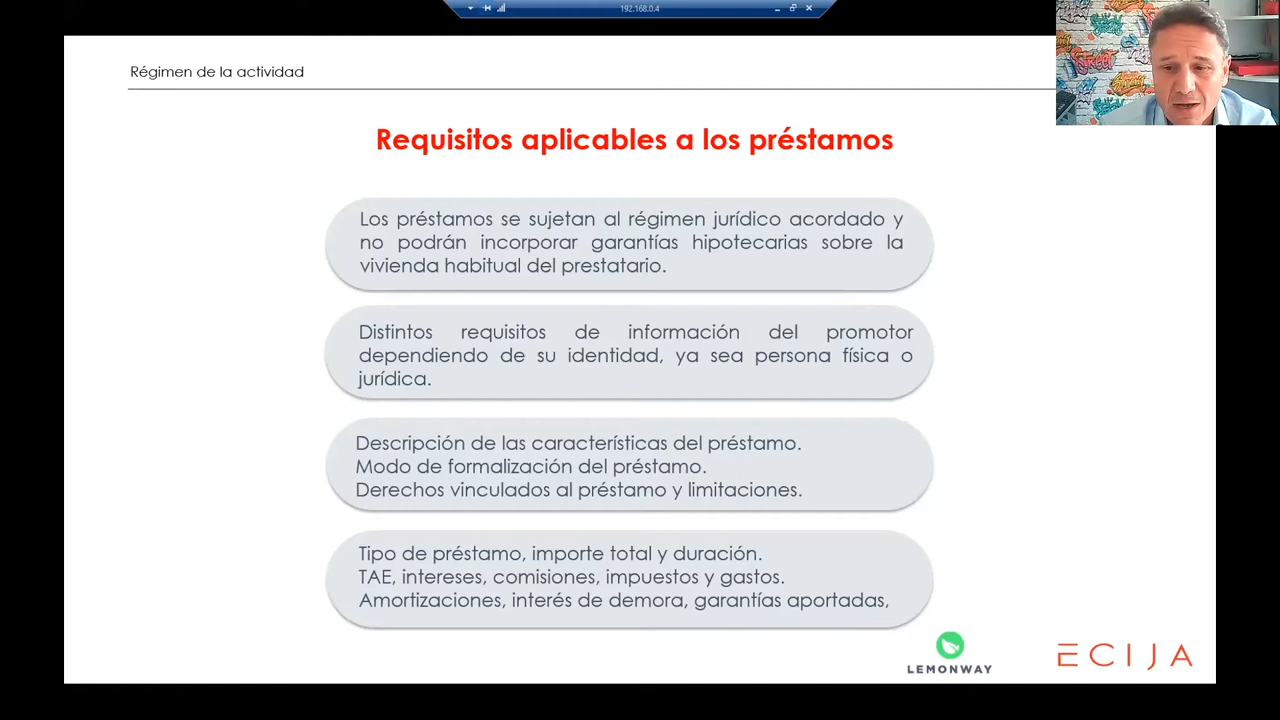 192.168.0.4
Régimen de la actividad
Requisitos aplicables a los préstamos
Los préstamos se sujetan al régimen jurídico acordado y
no podrán incorporar garantías hipotecarias sobre la
vivienda habitual del prestatario.
Distintos requisitos de información del promotor
dependiendo de su identidad, ya sea persona física o
jurídica.
Descripción de las características del préstamo.
Modo de formalización del préstamo.
Derechos vinculados al préstamo y limitaciones.
Tipo de préstamo, importe total y duración.
TAE, intereses, comisiones, impuestos y gastos.
Amortizaciones, interés de demora, garantías aportadas,
LEMONWAY
ECIJA